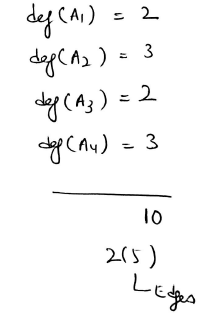 deg(A₁) = 2
deg(A₂) = 3
deg(A₃) = 2
deg(A₄) = 3
10
2(5)
Edges